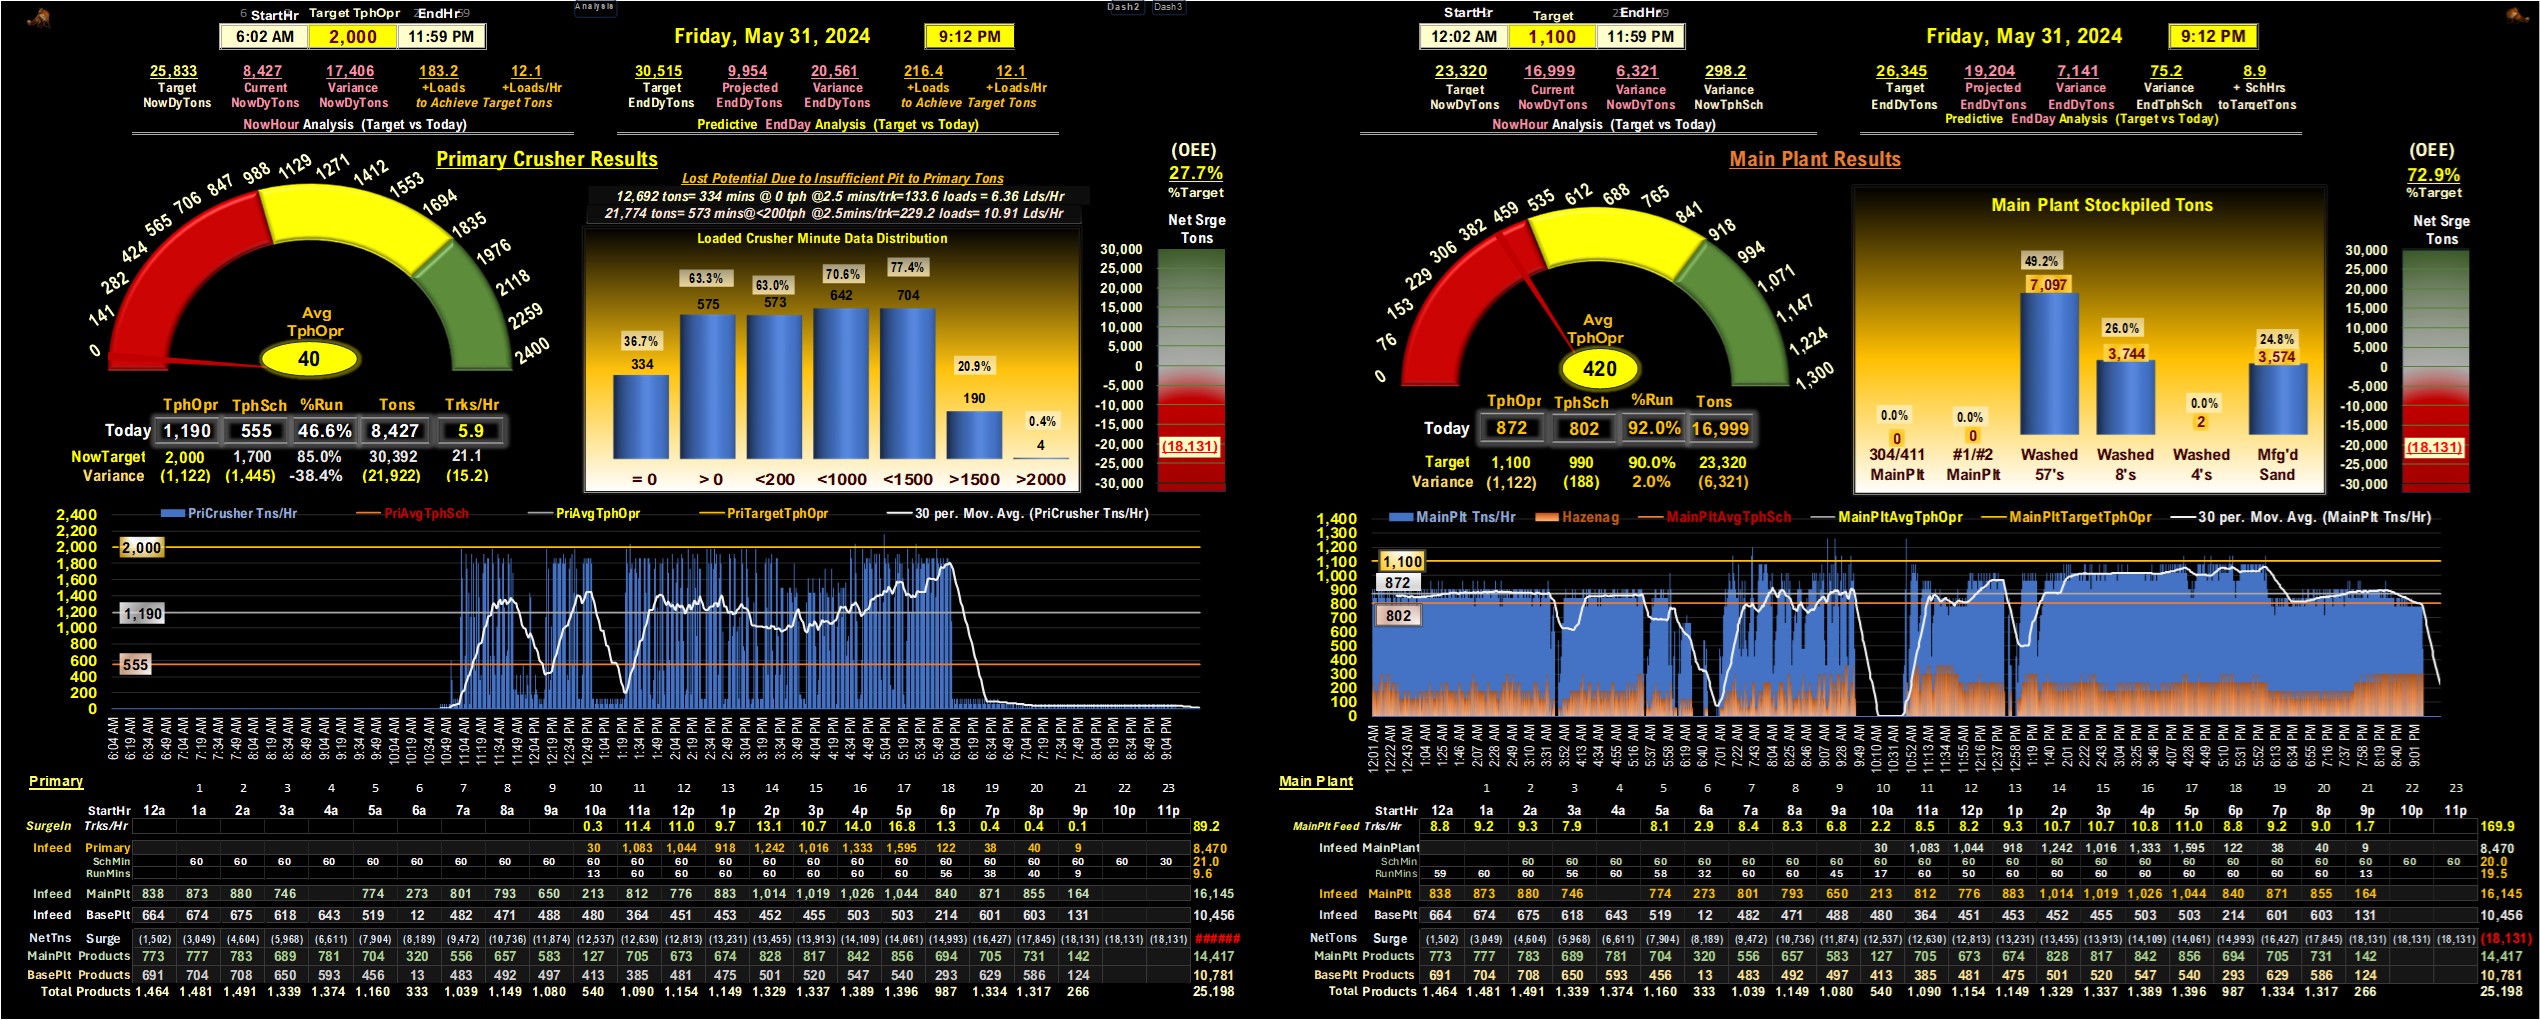 StartHr Target TphOpr EndHr
6:02 AM 2,000 11:59 PM
Analysis
Dash2 Dash3
Friday, May 31, 2024 9:12 PM
25,833 8,427 17,406 183.2 12.1
Target Current Variance +Loads +Loads/Hr
NowDyTons NowDyTons NowDyTons to Achieve Target Tons
NowHour Analysis (Target vs Today)
30,515 9,954 20,561 216.4 12.1
Target Projected Variance +Loads +Loads/Hr
EndDyTons EndDyTons EndDyTons to Achieve Target Tons
Predictive EndDay Analysis (Target vs Today)
Primary Crusher Results
(OEE)
27.7%
%Target
Lost Potential Due to Insufficient Pit to Primary Tons
12,692 tons= 334 mins @ 0 tph @2.5 mins/trk=133.6 loads = 6.36 Lds/Hr
21,774 tons= 573 mins@<200tph @2.5mins/trk=229.2 loads= 10.91 Lds/Hr
0 141 282 424 565 706 847 988 1129 1271 1412 1553 1694 1835 1976 2118 2259 2400
Avg
TphOpr
40
TphOpr TphSch %Run Tons Trks/Hr
Today 1,190 555 46.6% 8,427 5.9
NowTarget 2,000 1,700 85.0% 30,392 21.1
Variance (1,122) (1,445) -38.4% (21,922) (15.2)
Loaded Crusher Minute Data Distribution
36.7% 63.3% 63.0% 70.6% 77.4% 20.9% 0.4%
334 575 573 642 704 190 4
= 0 > 0 <200 <1000 <1500 >1500 >2000
Net Srge
Tons
30,000
25,000
20,000
15,000
10,000
5,000
0
-5,000
-10,000
-15,000
-20,000
-25,000
-30,000
(18,131)
PriCrusher Tns/Hr PriAvgTphSch PriAvgTphOpr PriTargetTphOpr 30 per. Mov. Avg. (PriCrusher Tns/Hr)
2,400
2,200
2,000
1,800
1,600
1,400
1,200
1,000
800
600
400
200
0
2,000
1,190
555
6:04 AM 6:19 AM 6:34 AM 6:49 AM 7:04 AM 7:19 AM 7:34 AM 7:49 AM 8:04 AM 8:19 AM 8:34 AM 8:49 AM 9:04 AM 9:19 AM 9:34 AM 9:49 AM 10:04 AM 10:19 AM 10:34 AM 10:49 AM 11:04 AM 11:19 AM 11:34 AM 11:49 AM 12:04 PM 12:19 PM 12:34 PM 12:49 PM 1:04 PM 1:19 PM 1:34 PM 1:49 PM 2:04 PM 2:19 PM 2:34 PM 2:49 PM 3:04 PM 3:19 PM 3:34 PM 3:49 PM 4:04 PM 4:19 PM 4:34 PM 4:49 PM 5:04 PM 5:19 PM 5:34 PM 5:49 PM 6:04 PM 6:19 PM 6:34 PM 6:49 PM 7:04 PM 7:19 PM 7:34 PM 7:49 PM 8:04 PM 8:19 PM 8:34 PM 8:49 PM 9:04 PM
Primary
1 2 3 4 5 6 7 8 9 10 11 12 13 14 15 16 17 18 19 20 21 22 23
StartHr 12a 1a 2a 3a 4a 5a 6a 7a 8a 9a 10a 11a 12p 1p 2p 3p 4p 5p 6p 7p 8p 9p 10p 11p
SurgeIn Trks/Hr 0.3 11.4 11.0 9.7 13.1 10.7 14.0 16.8 1.3 0.4 0.4 0.1 89.2
Infeed Primary 30 1,083 1,044 918 1,242 1,016 1,333 1,595 122 38 40 9 8,470
SchMin 60 60 60 60 60 60 60 60 60 60 60 60 60 60 60 60 60 60 60 60 60 60 30 21.0
RunMins 13 60 60 60 60 60 60 60 56 38 40 9 9.6
Infeed MainPlt 838 873 880 746 774 273 801 793 650 213 812 776 883 1,014 1,019 1,026 1,044 840 871 855 164 16,145
Infeed BasePlt 664 674 675 618 643 519 12 482 471 488 480 364 451 453 452 455 503 503 214 601 603 131 10,456
NetTns Surge (1,502) (3,049) (4,604) (5,968) (6,611) (7,904) (8,189) (9,472) (10,736) (11,874) (12,537) (12,630) (12,813) (13,231) (13,455) (13,913) (14,109) (14,061) (14,993) (16,427) (17,845) (18,131) (18,131) (18,131) ######
MainPlt Products 773 777 783 689 781 704 320 556 657 583 127 705 673 674 828 817 842 856 694 705 731 142 14,417
BasePlt Products 691 704 708 650 593 456 13 483 492 497 413 385 481 475 501 520 547 540 293 629 586 124 10,781
Total Products 1,464 1,481 1,491 1,339 1,374 1,160 333 1,039 1,149 1,080 540 1,090 1,154 1,149 1,329 1,337 1,389 1,396 987 1,334 1,317 266 25,198
StartHr Target EndHr
12:02 AM 1,100 11:59 PM
Friday, May 31, 2024 9:12 PM
23,320 16,999 6,321 298.2
Target Current Variance Variance
NowDyTons NowDyTons NowDyTons NowTphSch
NowHour Analysis (Target vs Today)
26,345 19,204 7,141 75.2 8.9
Target Projected Variance Variance + SchHrs
EndDyTons EndDyTons EndDyTons EndTphSch toTargetTons
Predictive EndDay Analysis (Target vs Today)
Main Plant Results
(OEE)
72.9%
%Target
0 76 153 229 306 382 459 535 612 688 765 841 918 994 1,071 1,147 1,224 1,300
Avg
TphOpr
420
TphOpr TphSch %Run Tons
Today 872 802 92.0% 16,999
Target 1,100 990 90.0% 23,320
Variance (1,122) (188) 2.0% (6,321)
Main Plant Stockpiled Tons
0.0% 0.0% 49.2% 26.0% 0.0% 24.8%
0 0 7,097 3,744 2 3,574
304/411 #1/#2 Washed Washed Washed Mfg'd
MainPlt MainPlt 57's 8's 4's Sand
Net Srge
Tons
30,000
25,000
20,000
15,000
10,000
5,000
0
-5,000
-10,000
-15,000
-20,000
-25,000
-30,000
(18,131)
MainPlt Tns/Hr Hazenag MainPltAvgTphSch MainPltAvgTphOpr MainPltTargetTphOpr 30 per. Mov. Avg. (MainPlt Tns/Hr)
1,400
1,300
1,200
1,100
1,000
900
800
700
600
500
400
300
200
100
0
1,100
872
802
12:01 AM 12:22 AM 12:43 AM 1:04 AM 1:25 AM 1:46 AM 2:07 AM 2:28 AM 2:49 AM 3:10 AM 3:31 AM 3:52 AM 4:13 AM 4:34 AM 4:55 AM 5:16 AM 5:37 AM 5:58 AM 6:19 AM 6:40 AM 7:01 AM 7:22 AM 7:43 AM 8:04 AM 8:25 AM 8:46 AM 9:07 AM 9:28 AM 9:49 AM 10:10 AM 10:31 AM 10:52 AM 11:13 AM 11:34 AM 11:55 AM 12:16 PM 12:37 PM 12:58 PM 1:19 PM 1:40 PM 2:01 PM 2:22 PM 2:43 PM 3:04 PM 3:25 PM 3:46 PM 4:07 PM 4:28 PM 4:49 PM 5:10 PM 5:31 PM 5:52 PM 6:13 PM 6:34 PM 6:55 PM 7:16 PM 7:37 PM 7:58 PM 8:19 PM 8:40 PM 9:01 PM
Main Plant
1 2 3 4 5 6 7 8 9 10 11 12 13 14 15 16 17 18 19 20 21 22 23
StartHr 12a 1a 2a 3a 4a 5a 6a 7a 8a 9a 10a 11a 12p 1p 2p 3p 4p 5p 6p 7p 8p 9p 10p 11p
MainPlt Feed Trks/Hr 8.8 9.2 9.3 7.9 8.1 2.9 8.4 8.3 6.8 2.2 8.5 8.2 9.3 10.7 10.7 10.8 11.0 8.8 9.2 9.0 1.7 169.9
Infeed MainPlant 30 1,083 1,044 918 1,242 1,016 1,333 1,595 122 38 40 9 8,470
SchMin 60 60 60 60 60 60 60 60 60 60 60 60 60 60 60 60 60 60 60 60 60 60 20.0
RunMins 59 60 60 56 58 32 60 58 45 17 60 50 60 60 60 60 60 60 60 60 13 19.5
Infeed MainPlt 838 873 880 746 774 273 801 793 650 213 812 776 883 1,014 1,019 1,026 1,044 840 871 855 164 16,145
Infeed BasePlt 664 674 675 618 643 519 12 482 471 488 480 364 451 453 452 455 503 503 214 601 603 131 10,456
NetTons Surge (1,502) (3,049) (4,604) (5,968) (6,611) (7,904) (8,189) (9,472) (10,736) (11,874) (12,537) (12,630) (12,813) (13,231) (13,455) (13,913) (14,109) (14,061) (14,993) (16,427) (17,845) (18,131) (18,131) (18,131) (18,131)
MainPlt Products 773 777 783 689 781 704 320 556 657 583 127 705 673 674 828 817 842 856 694 705 731 142 14,417
BasePlt Products 691 704 708 650 593 456 13 483 492 497 413 385 481 475 501 520 547 540 293 629 586 124 10,781
Total Products 1,464 1,481 1,491 1,339 1,374 1,160 333 1,039 1,149 1,080 540 1,090 1,154 1,149 1,329 1,337 1,389 1,396 987 1,334 1,317 266 25,198